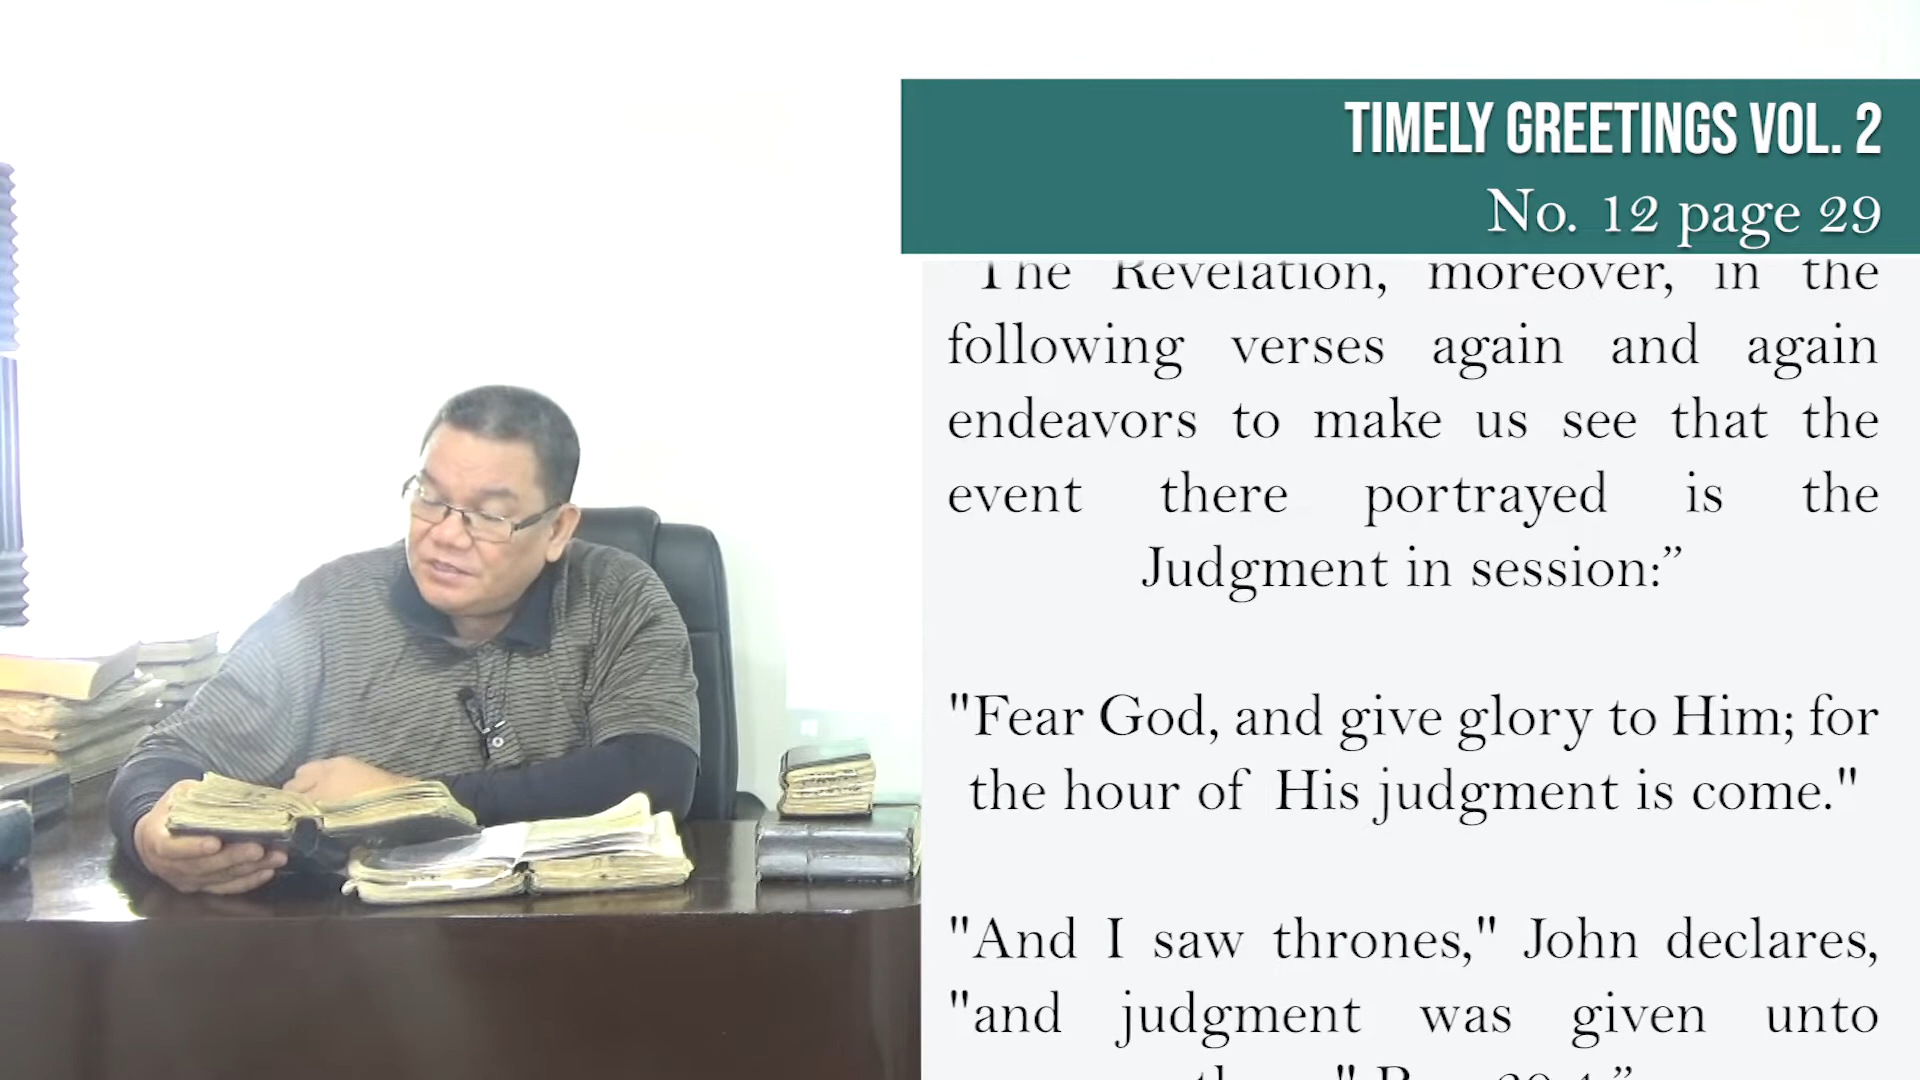 TIMELY GREETINGS VOL. 2
No. 12 page 29
The Revelation, moreover, in the
following verses again and again
endeavors to make us see that the
event there portrayed is the
Judgment in session:”
"Fear God, and give glory to Him; for
the hour of His judgment is come."
"And I saw thrones," John declares,
"and judgment was given unto